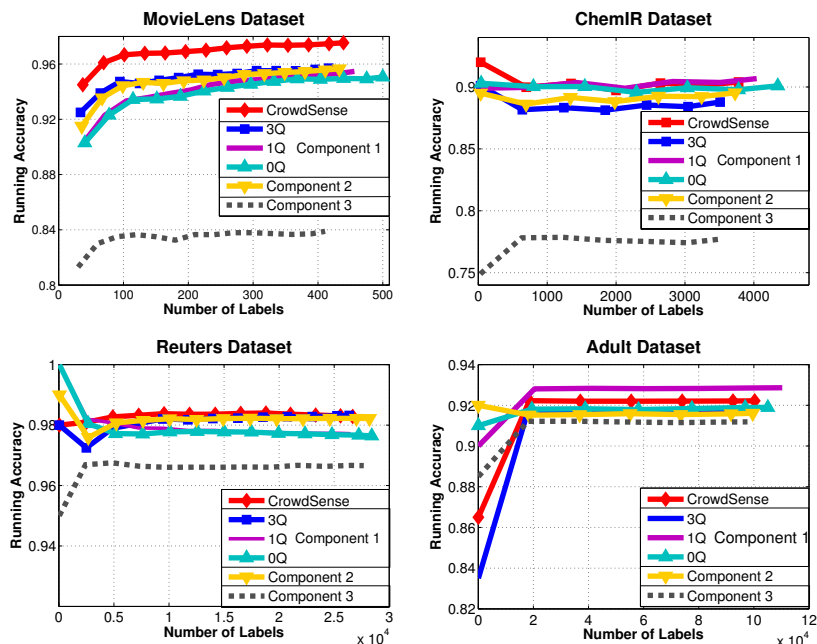 MovieLens Dataset
Running Accuracy
0.96
0.92
0.88
0.84
0.8
0 100 200 300 400 500
Number of Labels
CrowdSense
3Q
1Q Component 1
0Q
Component 2
Component 3
ChemIR Dataset
Running Accuracy
0.9
0.85
0.8
0.75
0 1000 2000 3000 4000
Number of Labels
CrowdSense
3Q
1Q Component 1
0Q
Component 2
Component 3
Reuters Dataset
Running Accuracy
1
0.98
0.96
0.94
0 0.5 1 1.5 2 2.5 3
Number of Labels
x 10⁴
CrowdSense
3Q
1Q Component 1
0Q
Component 2
Component 3
Adult Dataset
Running Accuracy
0.94
0.92
0.9
0.88
0.86
0.84
0.82
0 2 4 6 8 10 12
Number of Labels
x 10⁴
CrowdSense
3Q
1Q Component 1
0Q
Component 2
Component 3